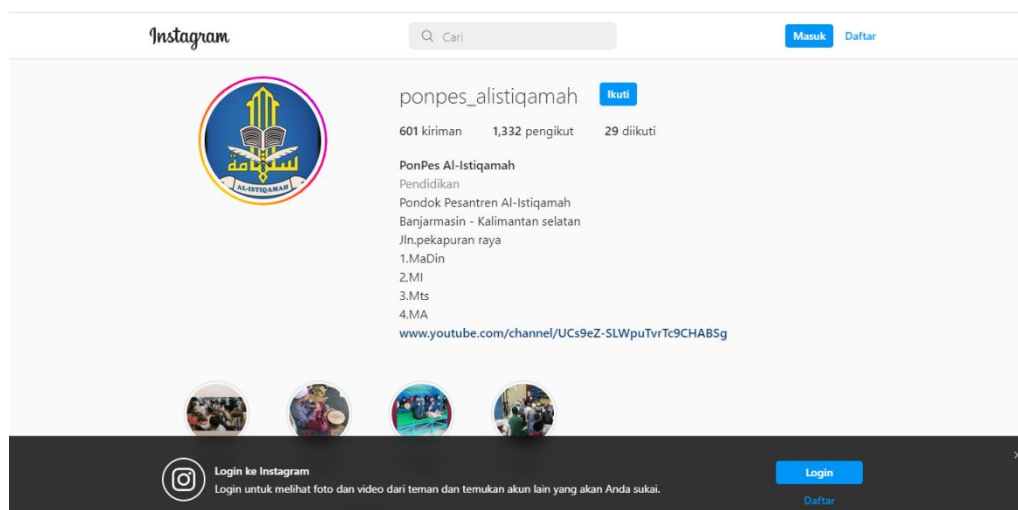 Instagram
Cari
Masuk Daftar
ponpes_alistiqamah Ikuti
601 kiriman 1,332 pengikut 29 diikuti
PonPes Al-Istiqamah
Pendidikan
Pondok Pesantren Al-Istiqamah
Banjarmasin - Kalimantan selatan
Jln.pekapuran raya
1.MaDin
2,MI
3.Mts
4.MA
www.youtube.com/channel/UCs9eZ-SLWpuTvrTc9CHABSg
AL-ISTIQAMAH
Login ke Instagram
Login untuk melihat foto dan video dari teman dan temukan akun lain yang akan Anda sukai.
Login
Daftar